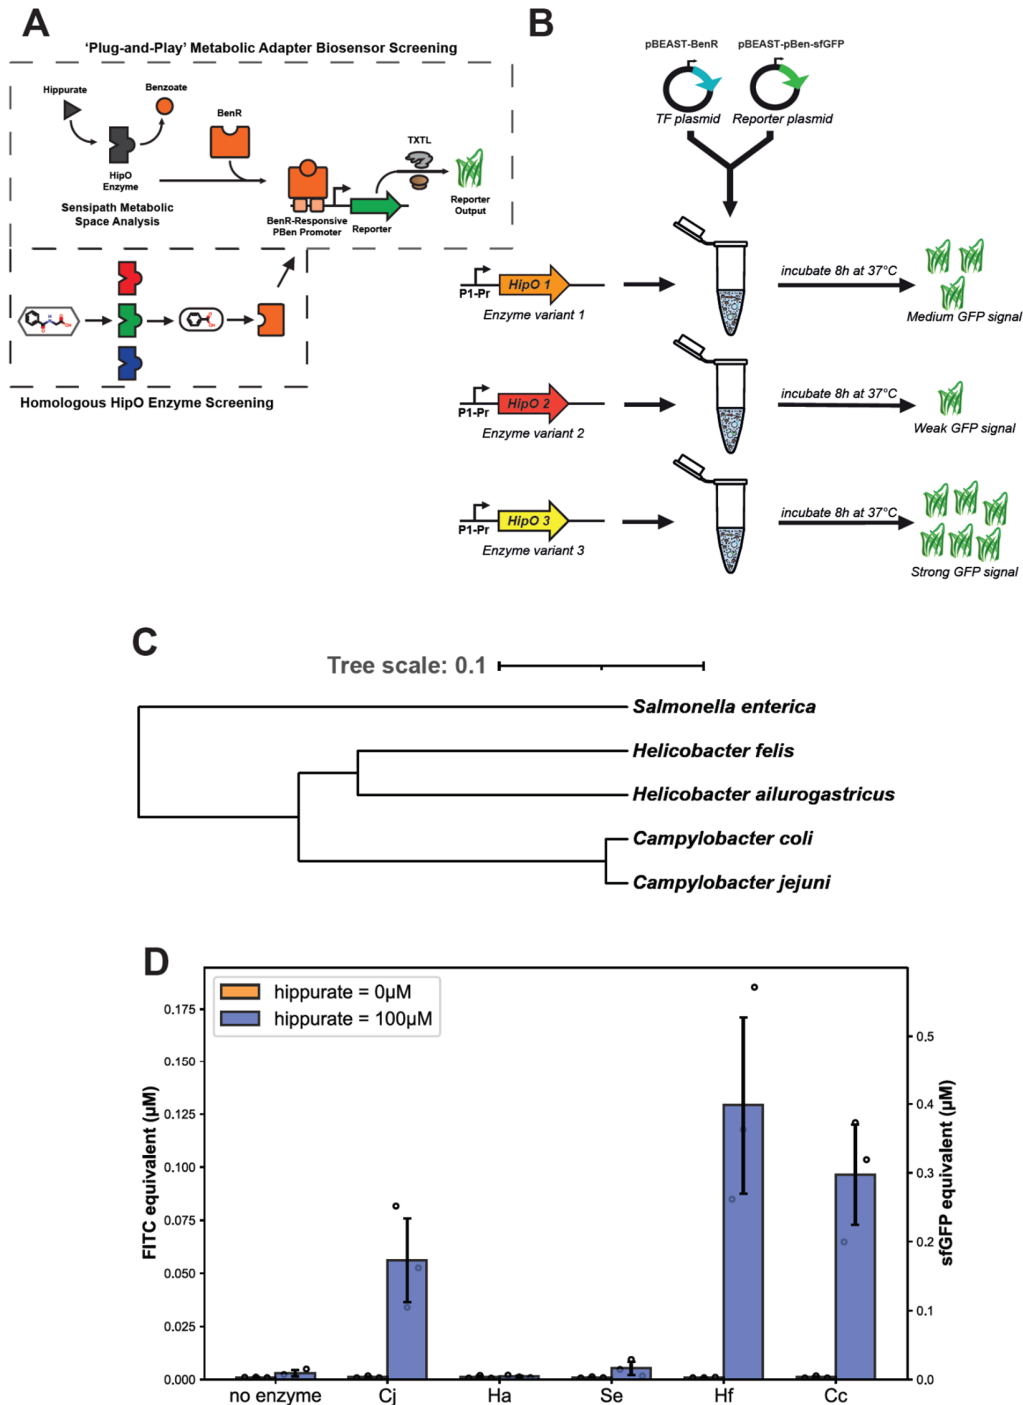 A
'Plug-and-Play' Metabolic Adapter Biosensor Screening
Hippurate
Benzoate
BenR
HipO
Enzyme
TXTL
Sensipath Metabolic
Space Analysis
BenR-Responsive
PBen Promoter
Reporter
Reporter
Output
Homologous HipO Enzyme Screening
B
pBEAST-BenR
pBEAST-pBen-sfGFP
TF plasmid
Reporter plasmid
P1-Pr
HipO 1
Enzyme variant 1
incubate 8h at 37°C
Medium GFP signal
P1-Pr
HipO 2
Enzyme variant 2
incubate 8h at 37°C
Weak GFP signal
P1-Pr
HipO 3
Enzyme variant 3
incubate 8h at 37°C
Strong GFP signal
C
Tree scale: 0.1
Salmonella enterica
Helicobacter felis
Helicobacter ailurogastricus
Campylobacter coli
Campylobacter jejuni
D
hippurate = 0µM
hippurate = 100µM
FITC equivalent (µM)
0.175
0.150
0.125
0.100
0.075
0.050
0.025
0.000
sfGFP equivalent (µM)
0.5
0.4
0.3
0.2
0.1
0.0
no enzyme
Cj
Ha
Se
Hf
Cc